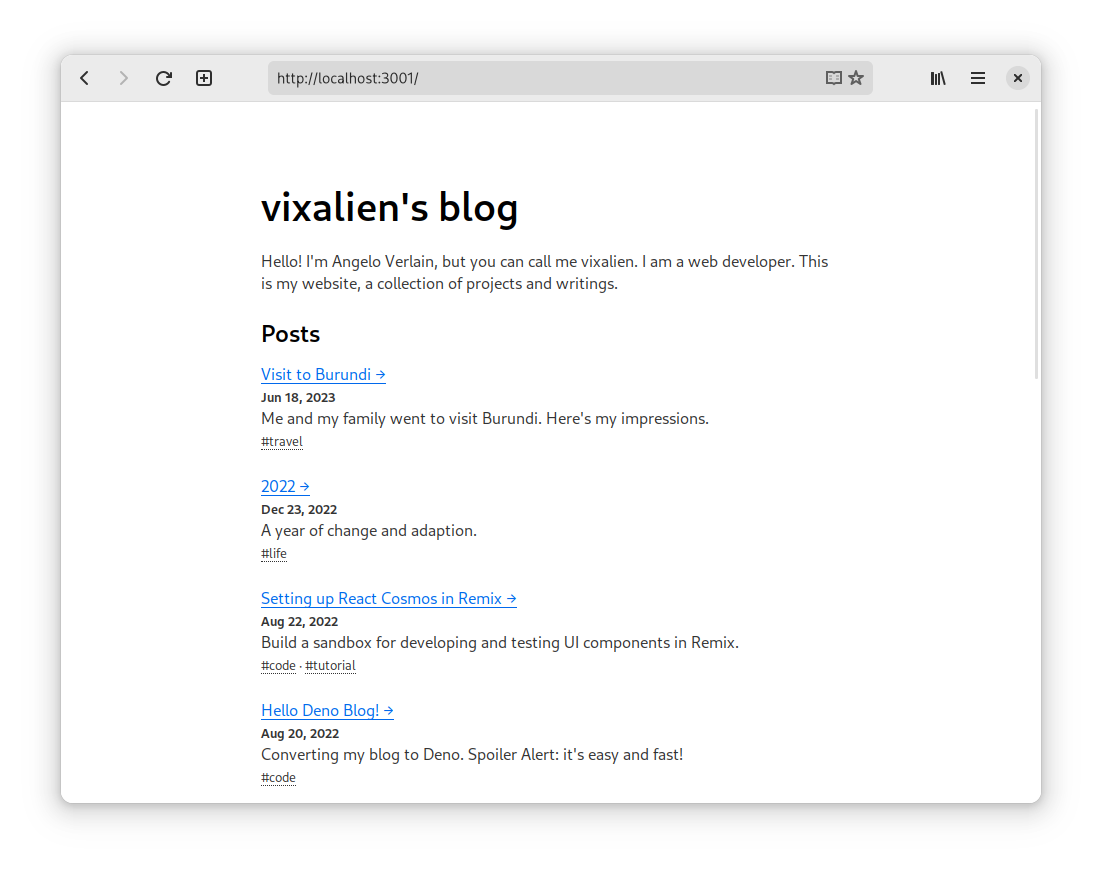 http://localhost:3001/
vixalien's blog
Hello! I'm Angelo Verlain, but you can call me vixalien. I am a web developer. This
is my website, a collection of projects and writings.
Posts
Visit to Burundi →
Jun 18, 2023
Me and my family went to visit Burundi. Here's my impressions.
#travel
2022 →
Dec 23, 2022
A year of change and adaption.
#life
Setting up React Cosmos in Remix →
Aug 22, 2022
Build a sandbox for developing and testing UI components in Remix.
#code · #tutorial
Hello Deno Blog! →
Aug 20, 2022
Converting my blog to Deno. Spoiler Alert: it's easy and fast!
#code